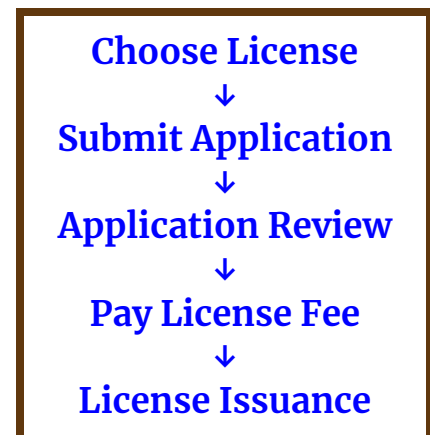 Choose License
↓
Submit Application
↓
Application Review
↓
Pay License Fee
↓
License Issuance